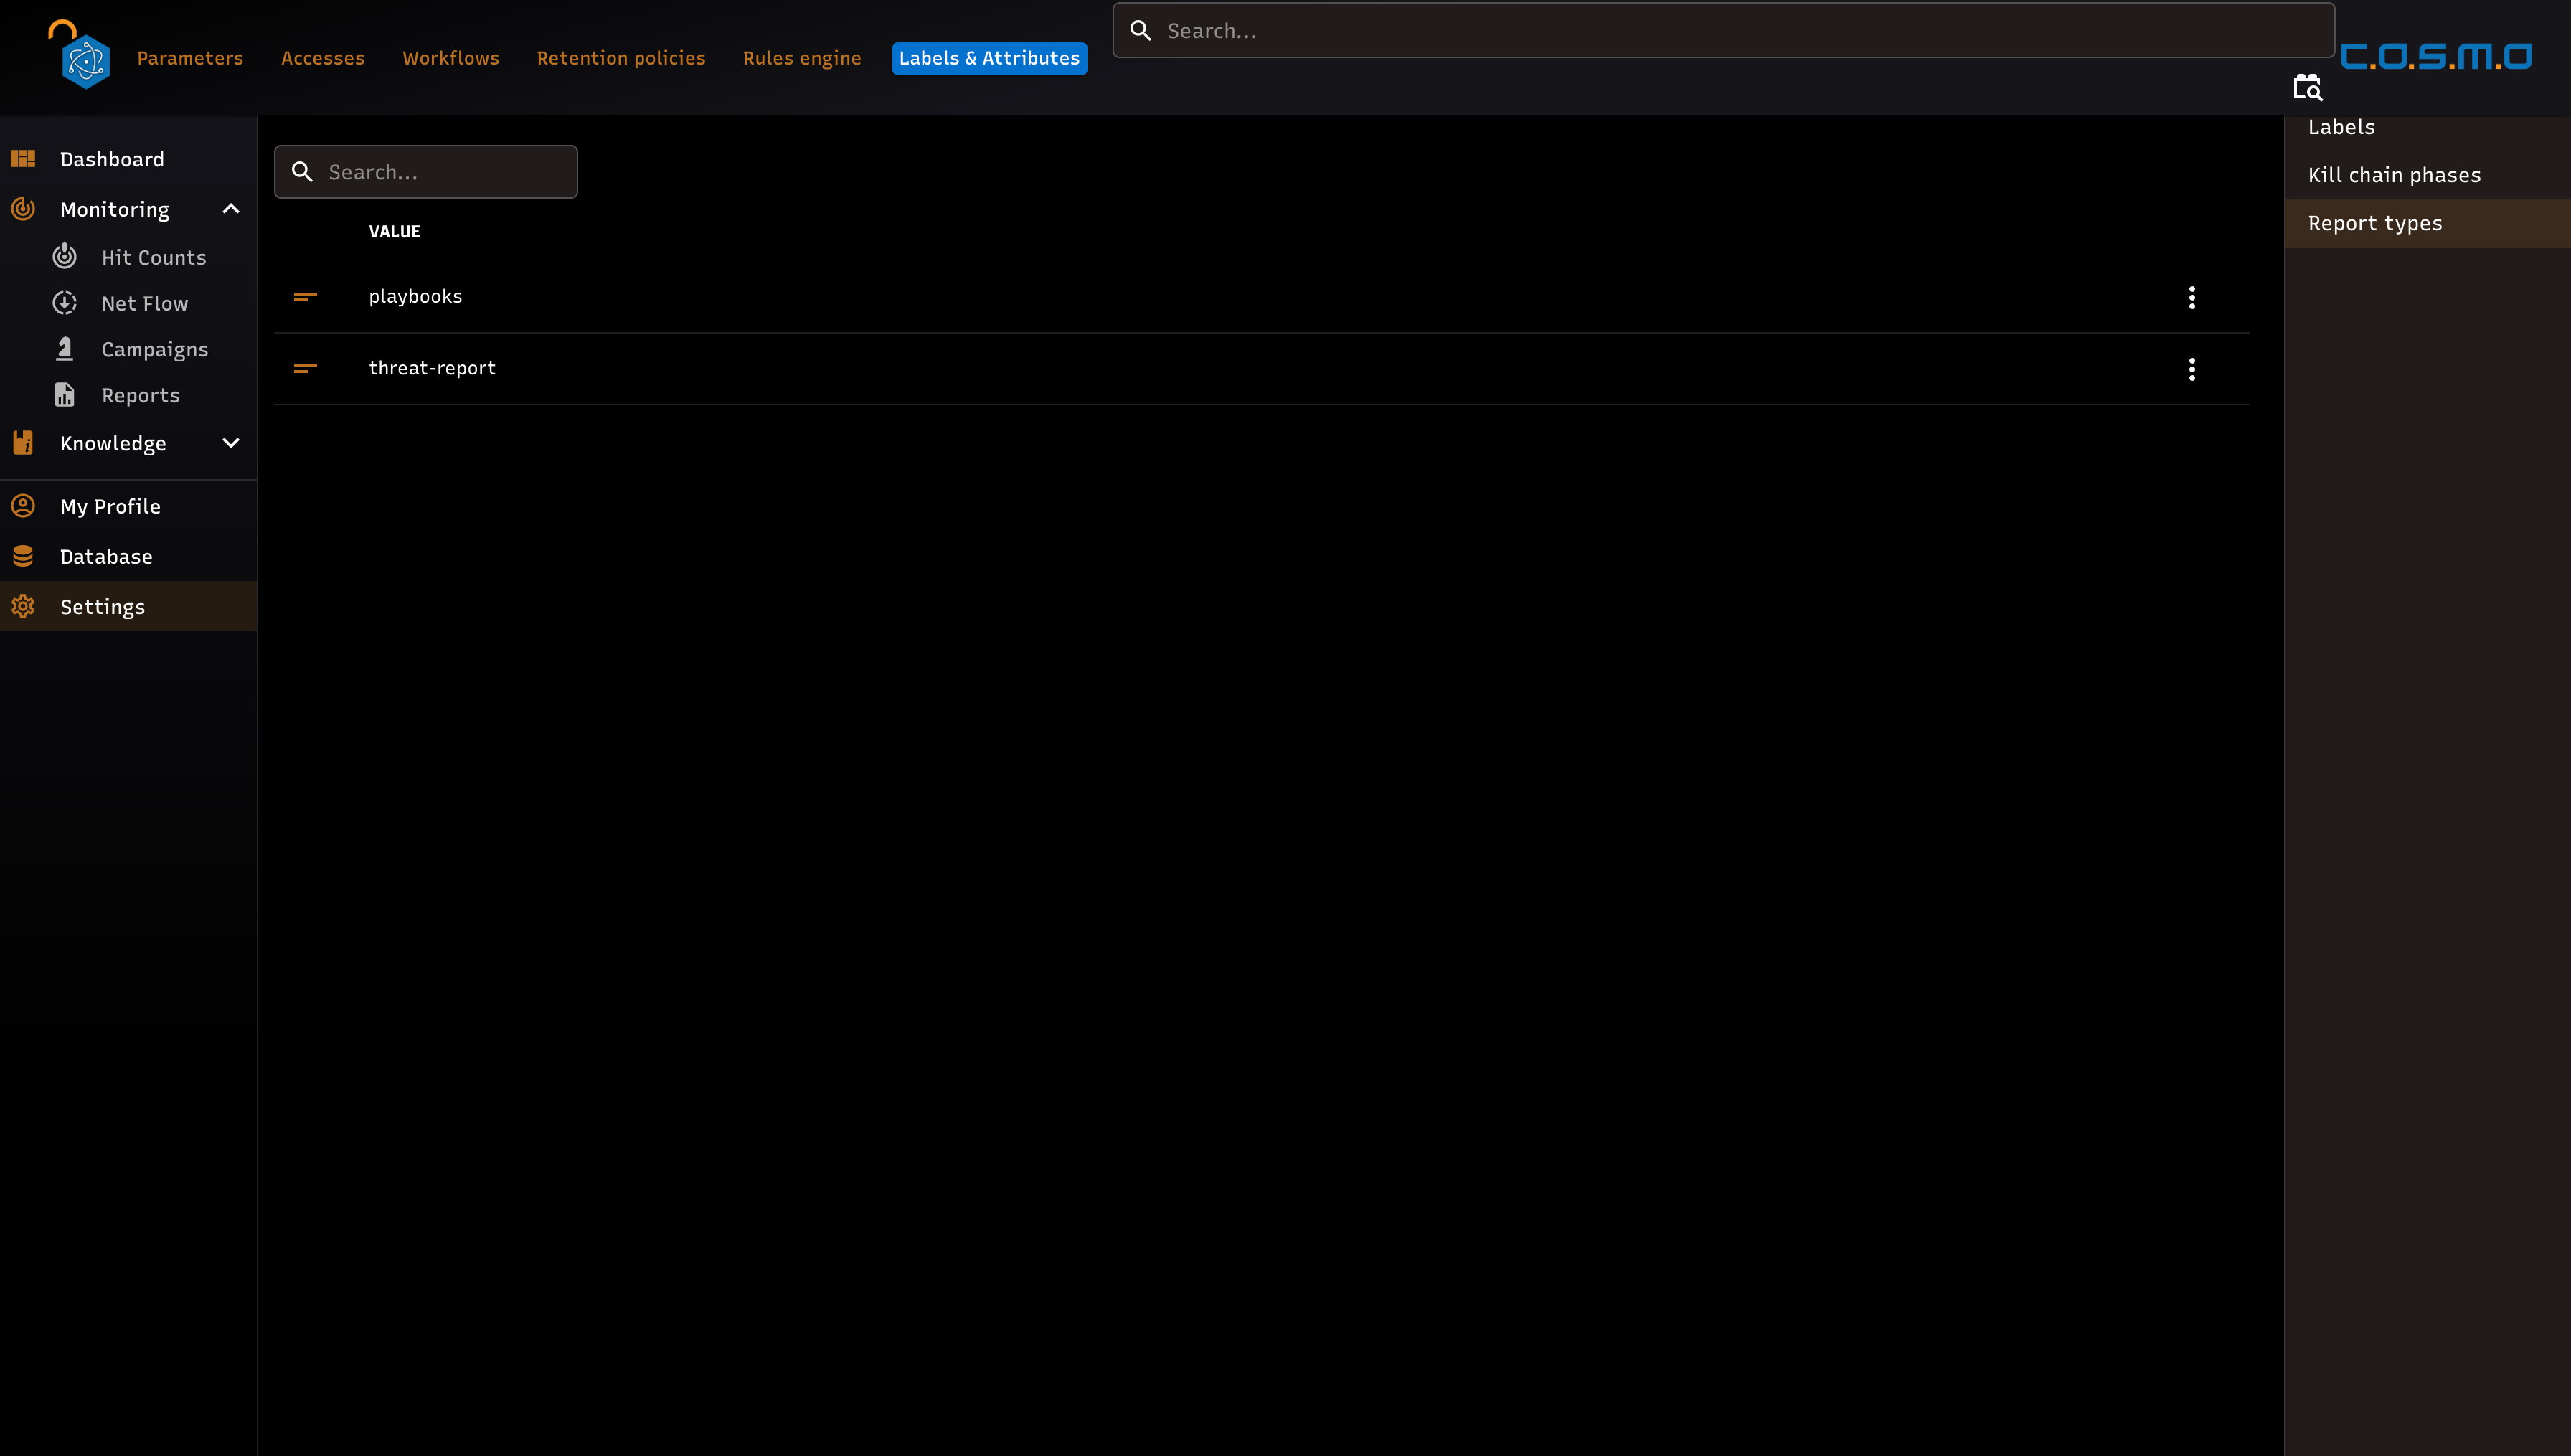 Search...
Parameters Accesses Workflows Retention policies Rules engine Labels & Attributes
c.o.s.m.o
Dashboard
Monitoring
Hit Counts
Net Flow
Campaigns
Reports
Knowledge
My Profile
Database
Settings
Search...
VALUE
playbooks
threat-report
Labels
Kill chain phases
Report types